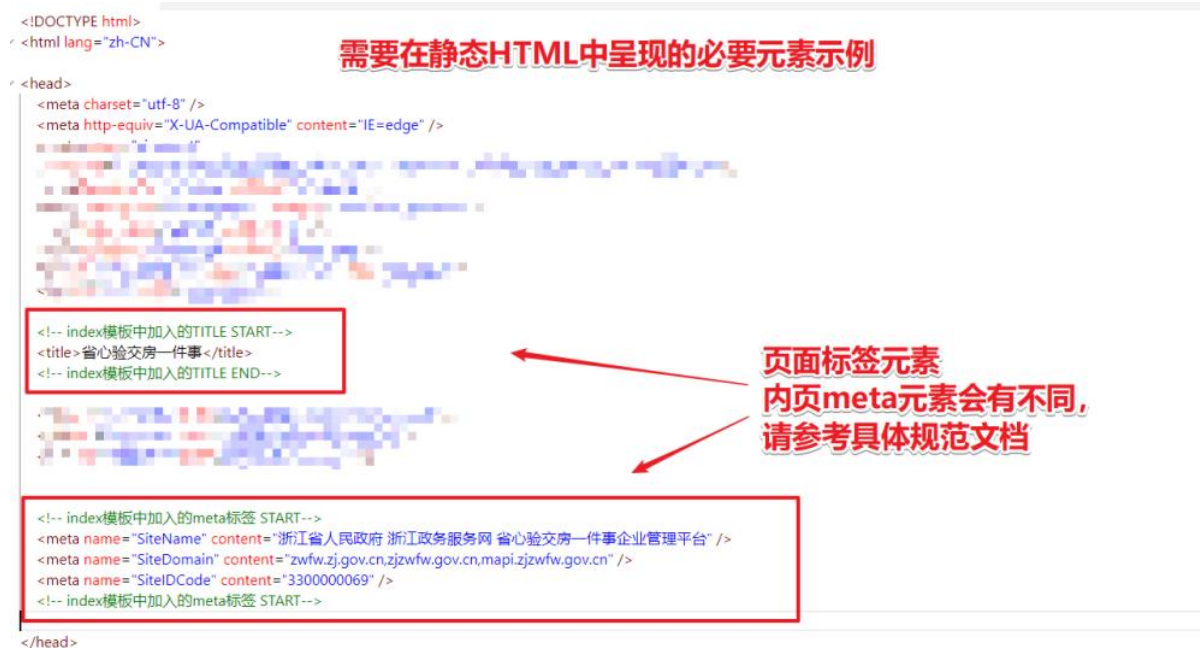 <!DOCTYPE html>
<html lang="zh-CN">
需要在静态HTML中呈现的必要元素示例
<head>
<meta charset="utf-8" />
<meta http-equiv="X-UA-Compatible" content="IE=edge" />
<!-- index模板中加入的TITLE START-->
<title>省心验交房一件事</title>
<!-- index模板中加入的TITLE END-->
页面标签元素
内页meta元素会有不同，
请参考具体规范文档
<!-- index模板中加入的meta标签 START-->
<meta name="SiteName" content="浙江省人民政府 浙江政务服务网 省心验交房一件事企业管理平台" />
<meta name="SiteDomain" content="zwfw.zj.gov.cn,zjzwfw.gov.cn,mapi.zjzwfw.gov.cn" />
<meta name="SiteIDCode" content="3300000069" />
<!-- index模板中加入的meta标签 START-->
</head>